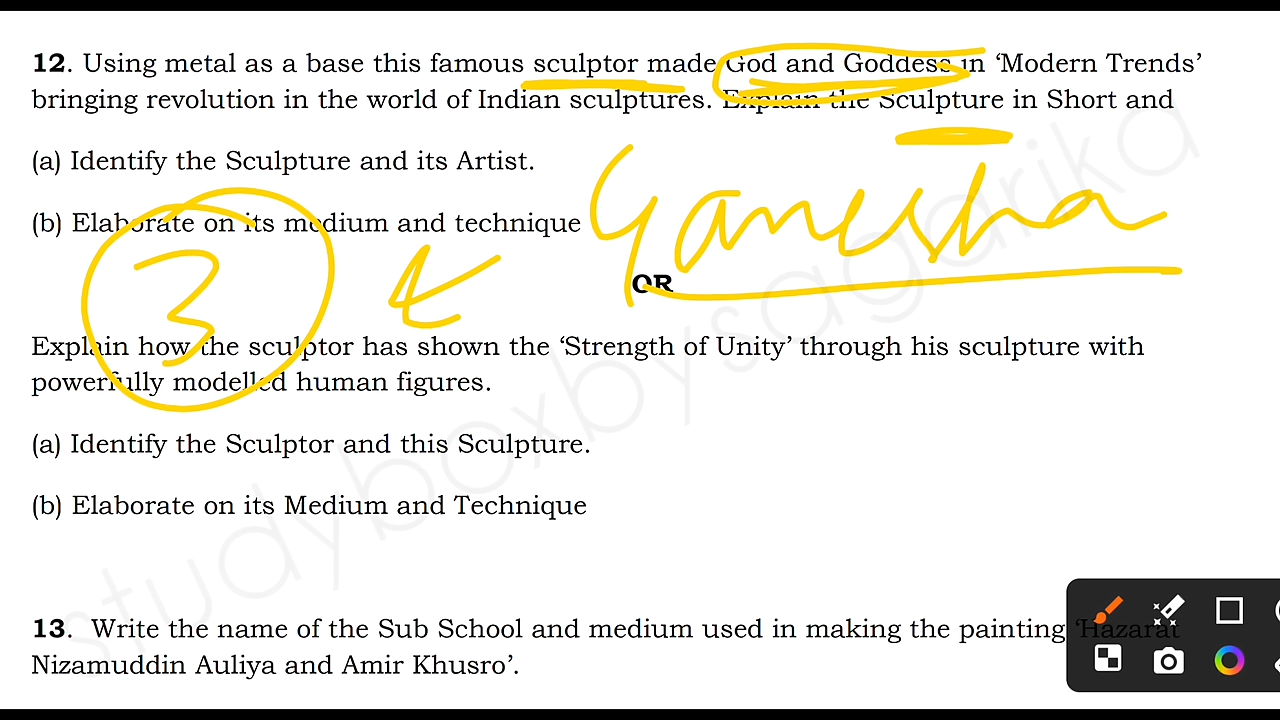 12. Using metal as a base this famous sculptor made God and Goddess in ‘Modern Trends’
bringing revolution in the world of Indian sculptures. Explain the Sculpture in Short and
(a) Identify the Sculpture and its Artist.
(b) Elaborate on its medium and technique
Ganesha
3
OR
Explain how the sculptor has shown the ‘Strength of Unity’ through his sculpture with
powerfully modelled human figures.
(a) Identify the Sculptor and this Sculpture.
(b) Elaborate on its Medium and Technique
13. Write the name of the Sub School and medium used in making the painting ‘Hazarat
Nizamuddin Auliya and Amir Khusro’.
studyboxbysagarika